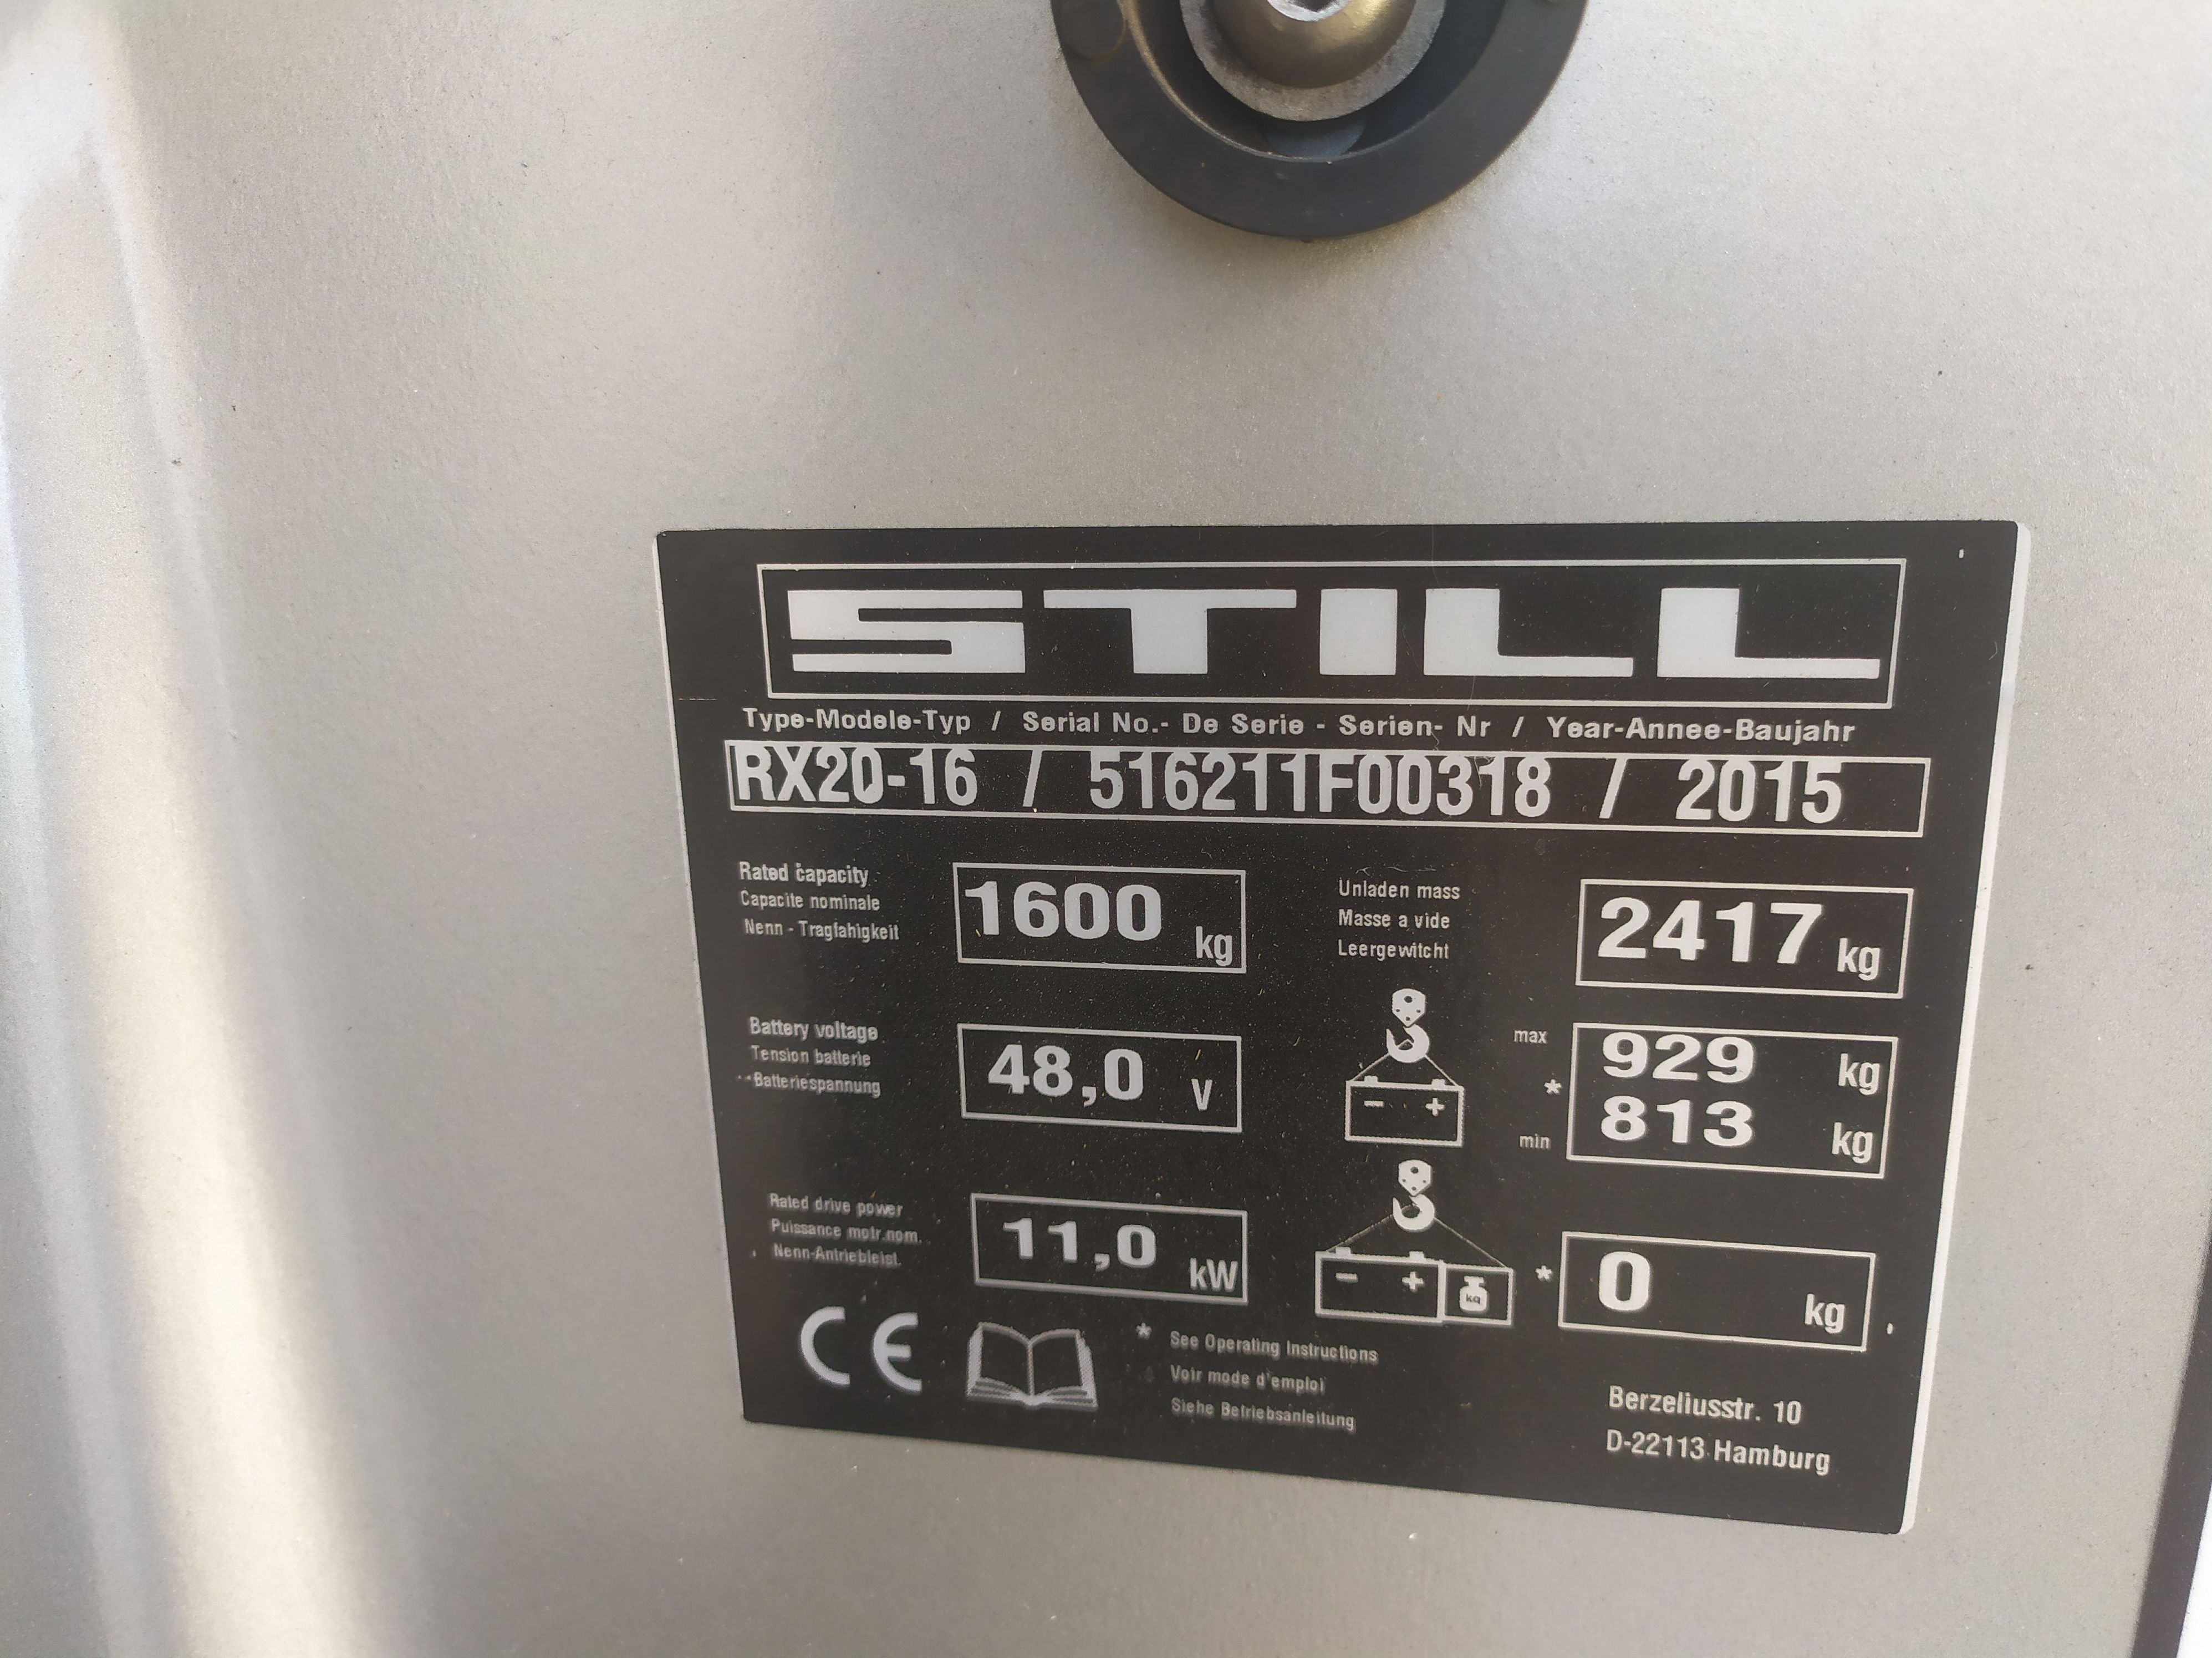 STILL
Type-Modele-Typ / Serial No.- De Serie - Serien- Nr / Year-Annee-Baujahr
RX20-16 / 516211F00318 / 2015
Rated capacity
Capacite nominale
Nenn - Tragfahigkeit
1600 kg
Unladen mass
Masse a vide
Leergewitcht
2417 kg
Battery voltage
Tension batterie
Batteriespannung
48,0 V
max
929 kg
*
813 kg
min
- +
Rated drive power
Puissance motr.nom.
Nenn-Antriebleist.
11,0 kW
- + kg
* 0 kg
CE
* See Operating Instructions
Voir mode d'emploi
Siehe Betriebsanleitung
Berzeliusstr. 10
D-22113 Hamburg